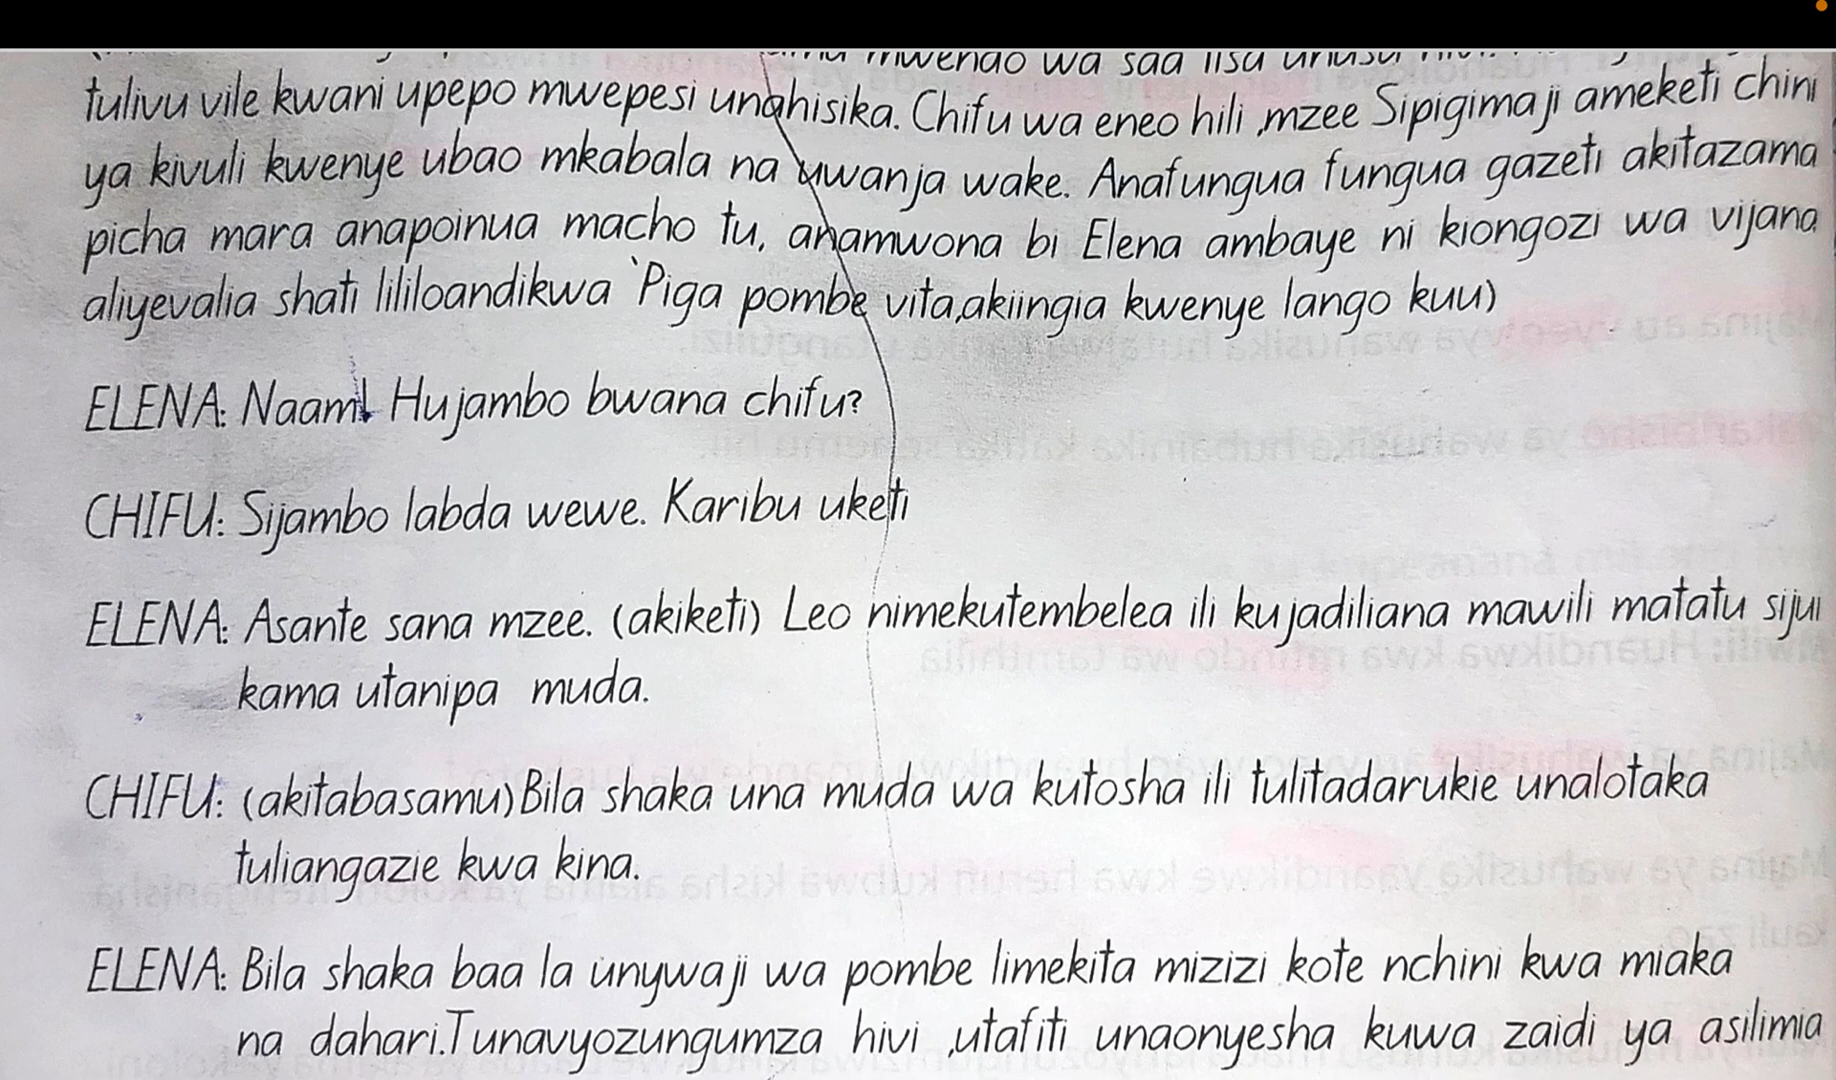 mwendo wa saa
tulivu vile kwani upepo mwepesi unahisika. Chifu wa eneo hili ,mzee Sipigimaji ameketi chini
ya kivuli kwenye ubao mkabala na uwanja wake. Anafungua fungua gazeti akitazama
picha mara anapoinua macho tu, anamwona bi Elena ambaye ni kiongozi wa vijana
aliyevalia shati lililoandikwa `Piga pombe vita,akiingia kwenye lango kuu)
ELENA: Naam! Hujambo bwana chifu?
CHIFU: Sijambo labda wewe. Karibu uketi
ELENA: Asante sana mzee. (akiketi) Leo nimekutembelea ili kujadiliana mawili matatu sijui
kama utanipa muda.
CHIFU: (akitabasamu)Bila shaka una muda wa kutosha ili tulitadarukie unalotaka
tuliangazie kwa kina.
ELENA: Bila shaka baa la unywaji wa pombe limekita mizizi kote nchini kwa miaka
na dahari.Tunavyozungumza hivi ,utafiti unaonyesha kuwa zaidi ya asilimia